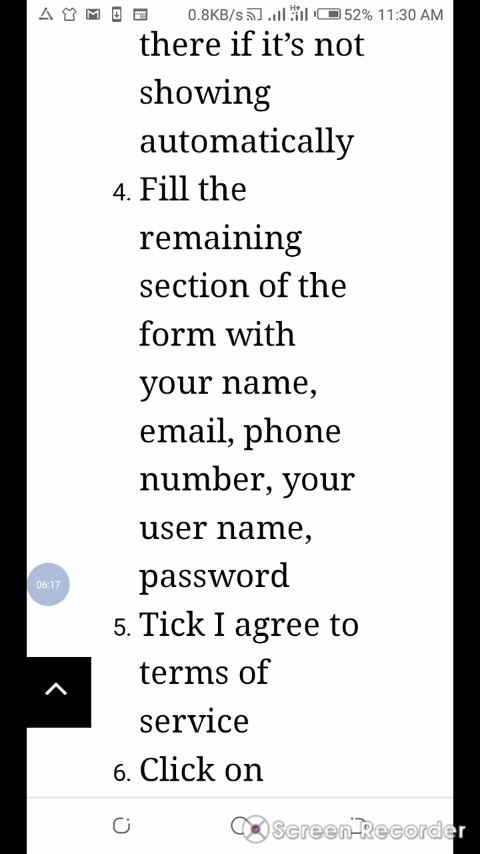 0.8KB/s H+ 52% 11:30 AM
there if it's not
showing
automatically
4. Fill the
remaining
section of the
form with
your name,
email, phone
number, your
user name,
password
06:17
5. Tick I agree to
terms of
service
6. Click on
Screen Recorder